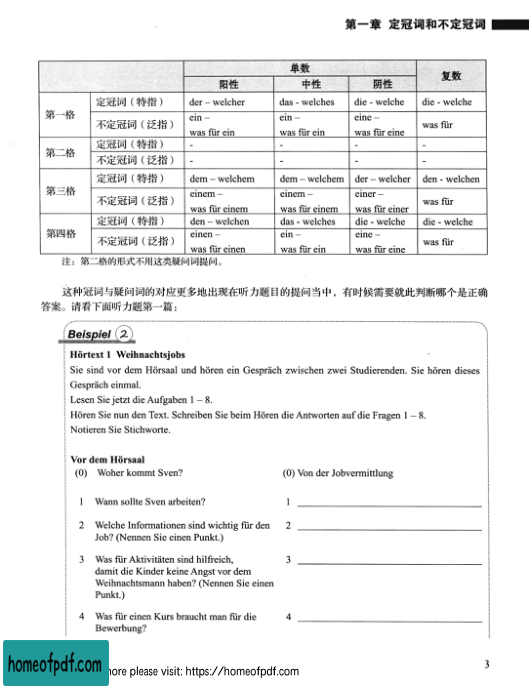 第一章 定冠词和不定冠词
单数 复数
阳性 中性 阴性
第一格 定冠词（特指） der – welcher das - welches die - welche die - welche
不定冠词（泛指） ein – was für ein ein – was für ein eine – was für eine was für
第二格 定冠词（特指） - - - -
不定冠词（泛指） - - - -
第三格 定冠词（特指） dem – welchem dem – welchem der – welcher den - welchen
不定冠词（泛指） einem – was für einem einem – was für einem einer – was für einer was für
第四格 定冠词（特指） den – welchen das - welches die - welche die - welche
不定冠词（泛指） einen – was für einen ein – was für ein eine – was für eine was für
注：第二格的形式不用这类疑问词提问。
这种冠词与疑问词的对应更多地出现在听力题目的提问当中，有时候需要就此判断哪个是正确
答案。请看下面听力题第一篇：
Beispiel 2
Hörtext 1 Weihnachtsjobs
Sie sind vor dem Hörsaal und hören ein Gespräch zwischen zwei Studierenden. Sie hören dieses
Gespräch einmal.
Lesen Sie jetzt die Aufgaben 1 – 8.
Hören Sie nun den Text. Schreiben Sie beim Hören die Antworten auf die Fragen 1 – 8.
Notieren Sie Stichworte.
Vor dem Hörsaal
(0) Woher kommt Sven? (0) Von der Jobvermittlung
1 Wann sollte Sven arbeiten? 1
2 Welche Informationen sind wichtig für den 2
Job? (Nennen Sie einen Punkt.)
3 Was für Aktivitäten sind hilfreich, 3
damit die Kinder keine Angst vor dem
Weihnachtsmann haben? (Nennen Sie einen
Punkt.)
4 Was für einen Kurs braucht man für die 4
Bewerbung?
3
homeofpdf.com
ore please visit: https://homeofpdf.com